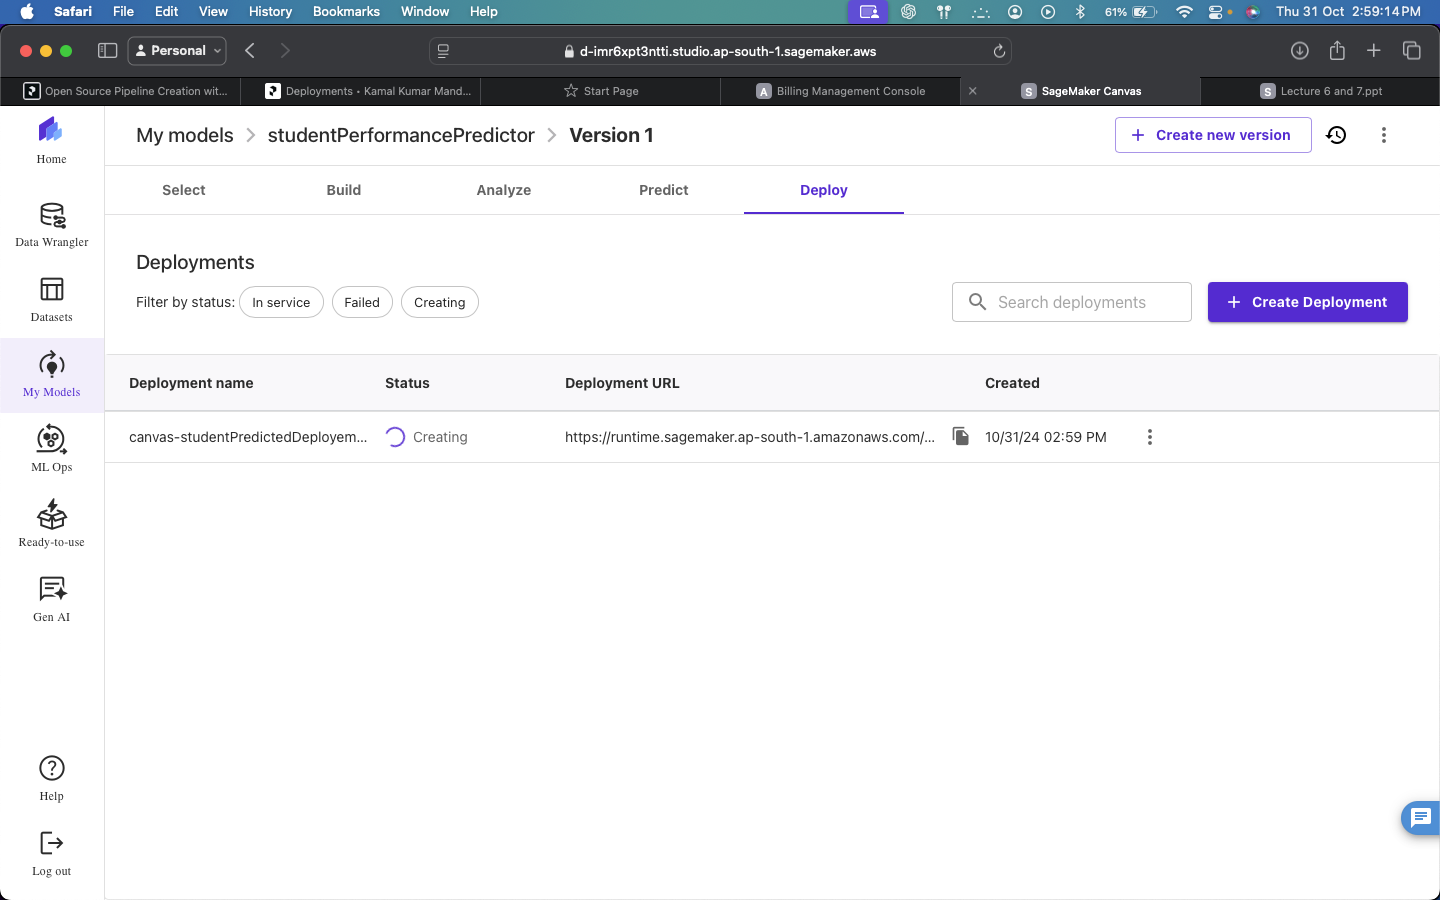 Safari File Edit View History Bookmarks Window Help 61% Thu 31 Oct 2:59:14 PM
Personal d-imr6xpt3ntti.studio.ap-south-1.sagemaker.aws
Open Source Pipeline Creation wit... Deployments • Kamal Kumar Mand... Start Page A Billing Management Console S SageMaker Canvas S Lecture 6 and 7.ppt
My models > studentPerformancePredictor > Version 1 + Create new version
Home
Select Build Analyze Predict Deploy
Data Wrangler
Deployments
Filter by status: In service Failed Creating Search deployments + Create Deployment
Datasets
Deployment name Status Deployment URL Created
My Models
canvas-studentPredictedDeployem... Creating https://runtime.sagemaker.ap-south-1.amazonaws.com/... 10/31/24 02:59 PM
ML Ops
Ready-to-use
Gen AI
Help
Log out